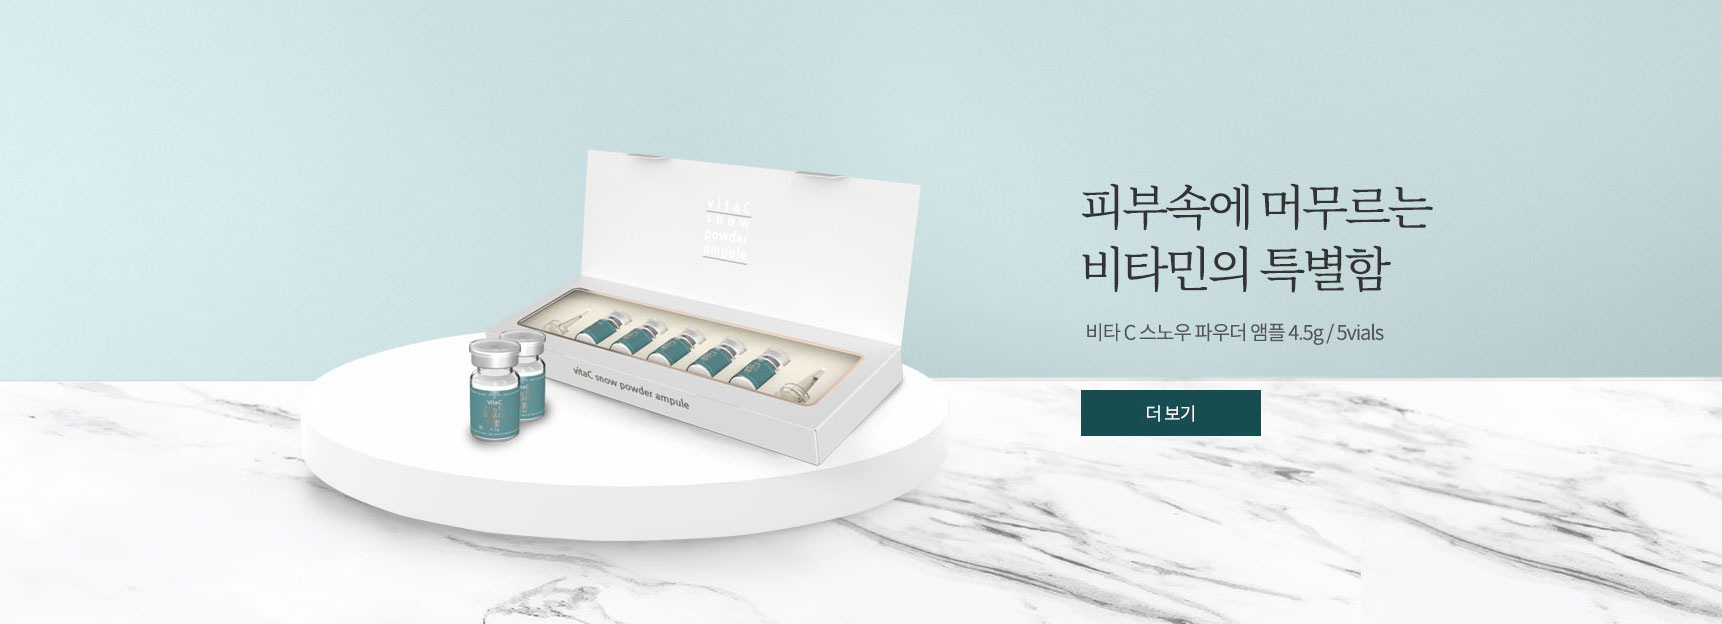 vitaC
snow
powder
ampule
피부속에 머무르는
비타민의 특별함
비타 C 스노우 파우더 앰플 4.5g / 5vials
더 보기
vitaC snow powder ampule
VitaC